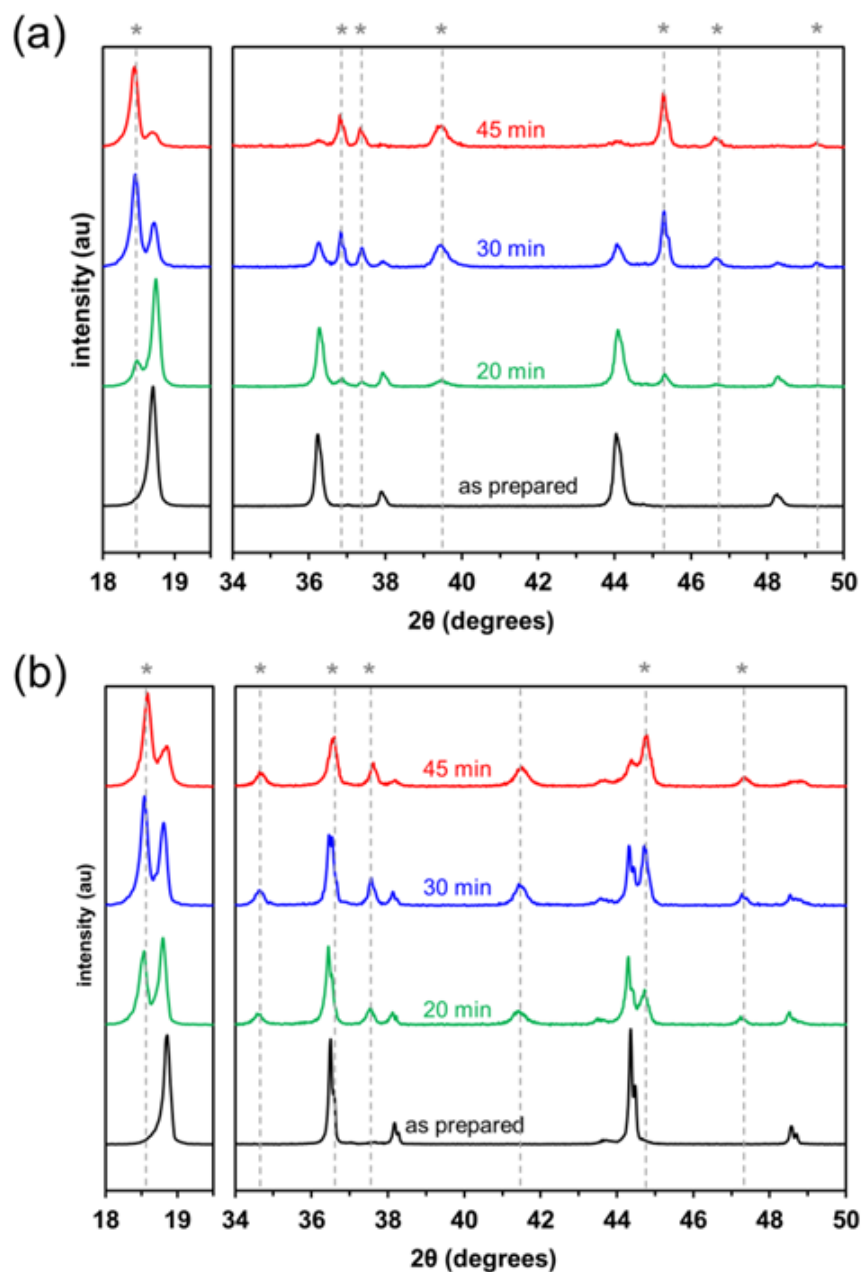 (a)
* * * * * * *
45 min
30 min
20 min
as prepared
intensity (au)
18 19 34 36 38 40 42 44 46 48 50
2θ (degrees)
(b)
* * * * * *
45 min
30 min
20 min
as prepared
intensity (au)
18 19 34 36 38 40 42 44 46 48 50
2θ (degrees)